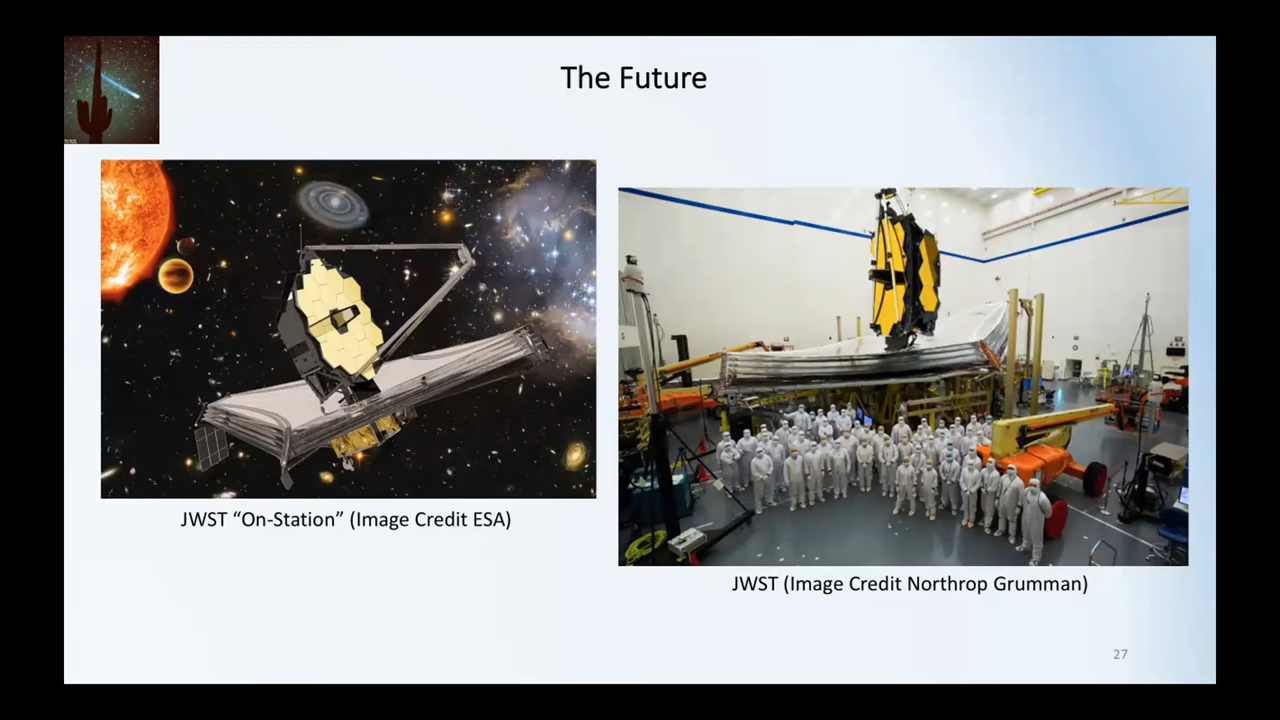 The Future
JWST “On-Station” (Image Credit ESA)
JWST (Image Credit Northrop Grumman)
27